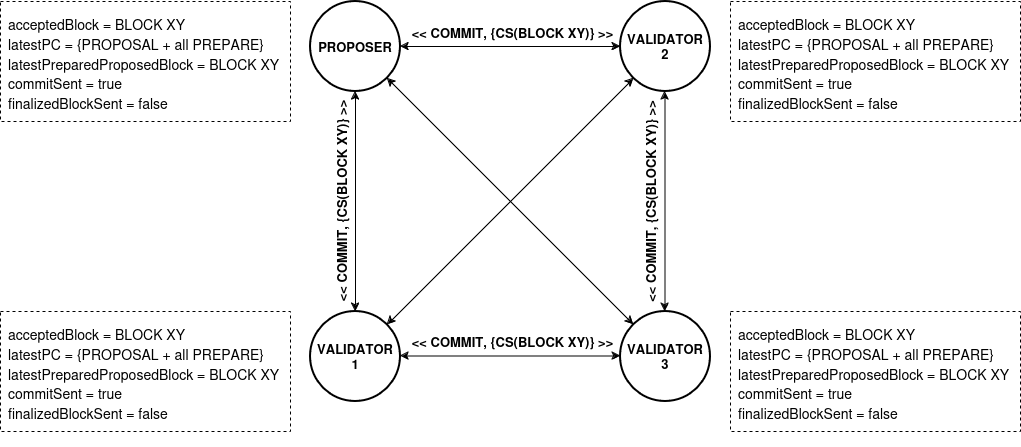 acceptedBlock = BLOCK XY
latestPC = {PROPOSAL + all PREPARE}
latestPreparedProposedBlock = BLOCK XY
commitSent = true
finalizedBlockSent = false
PROPOSER
<< COMMIT, {CS(BLOCK XY)} >>
VALIDATOR
2
acceptedBlock = BLOCK XY
latestPC = {PROPOSAL + all PREPARE}
latestPreparedProposedBlock = BLOCK XY
commitSent = true
finalizedBlockSent = false
<< COMMIT, {CS(BLOCK XY)} >>
<< COMMIT, {CS(BLOCK XY)} >>
acceptedBlock = BLOCK XY
latestPC = {PROPOSAL + all PREPARE}
latestPreparedProposedBlock = BLOCK XY
commitSent = true
finalizedBlockSent = false
VALIDATOR
1
<< COMMIT, {CS(BLOCK XY)} >>
VALIDATOR
3
acceptedBlock = BLOCK XY
latestPC = {PROPOSAL + all PREPARE}
latestPreparedProposedBlock = BLOCK XY
commitSent = true
finalizedBlockSent = false